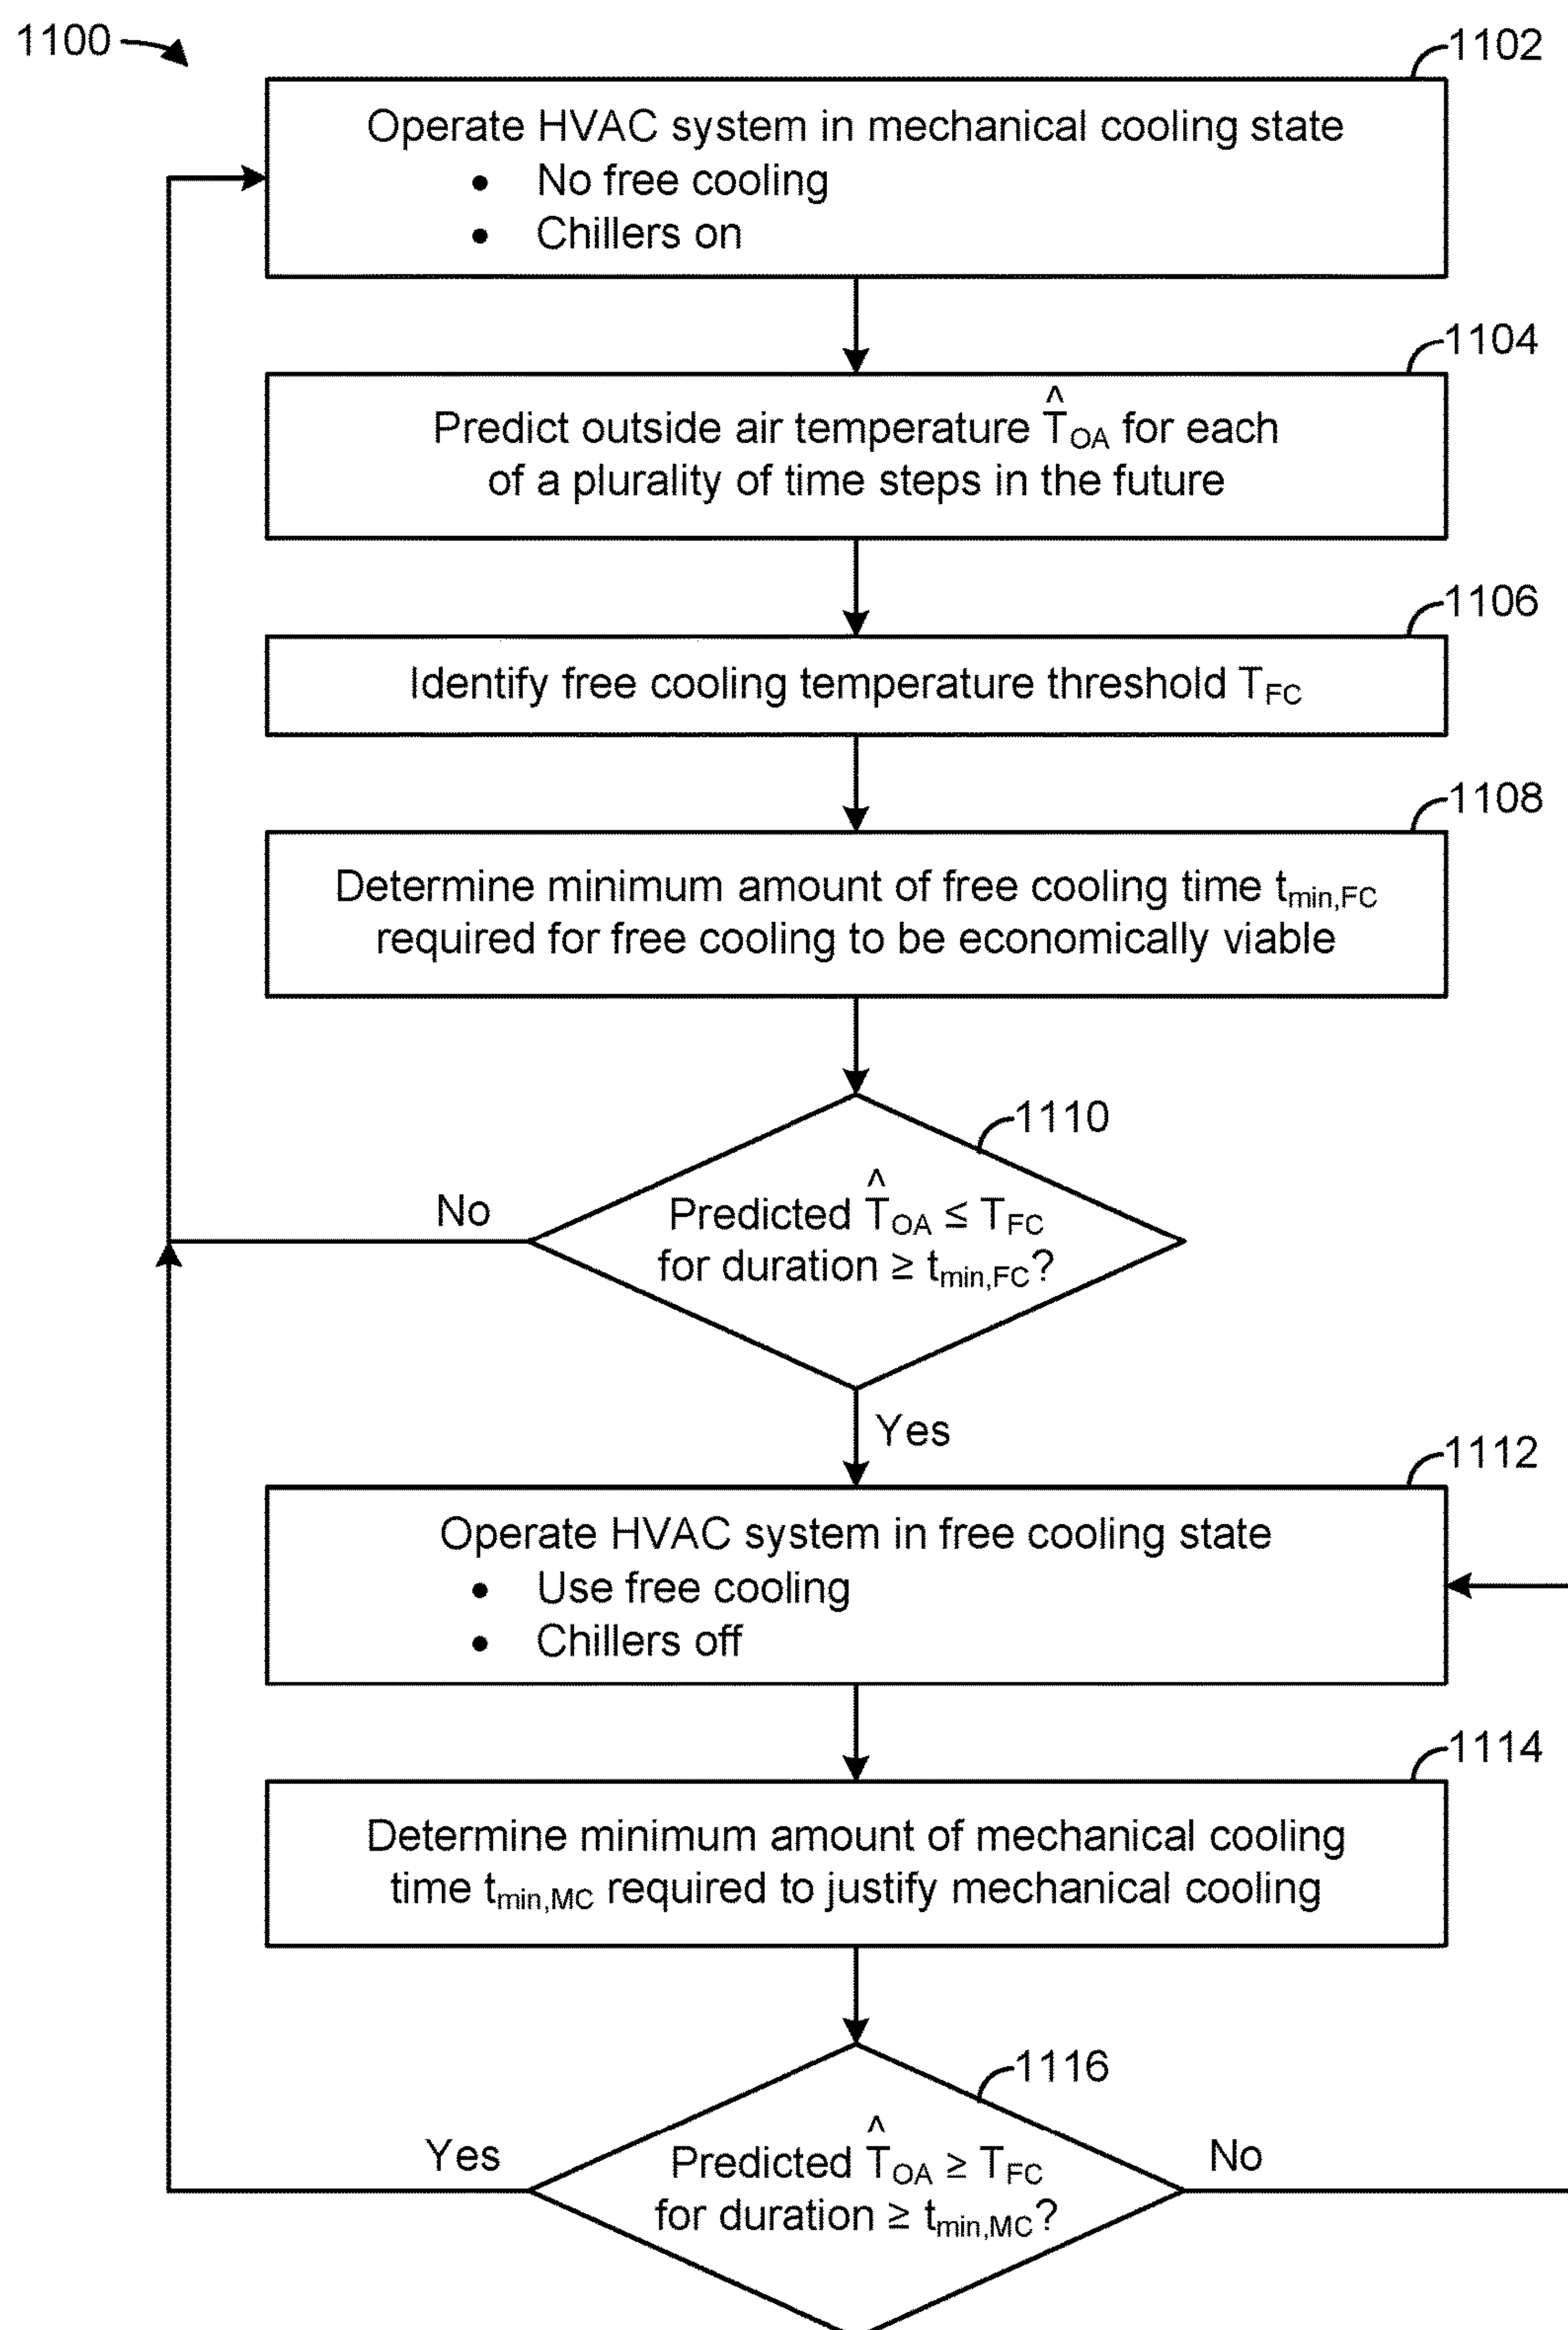 1100
1102
Operate HVAC system in mechanical cooling state
• No free cooling
• Chillers on
1104
Predict outside air temperature T̂OA for each
of a plurality of time steps in the future
1106
Identify free cooling temperature threshold TFC
1108
Determine minimum amount of free cooling time tmin,FC
required for free cooling to be economically viable
1110
Predicted T̂OA ≤ TFC
for duration ≥ tmin,FC?
No
Yes
1112
Operate HVAC system in free cooling state
• Use free cooling
• Chillers off
1114
Determine minimum amount of mechanical cooling
time tmin,MC required to justify mechanical cooling
1116
Predicted T̂OA ≥ TFC
for duration ≥ tmin,MC?
Yes
No